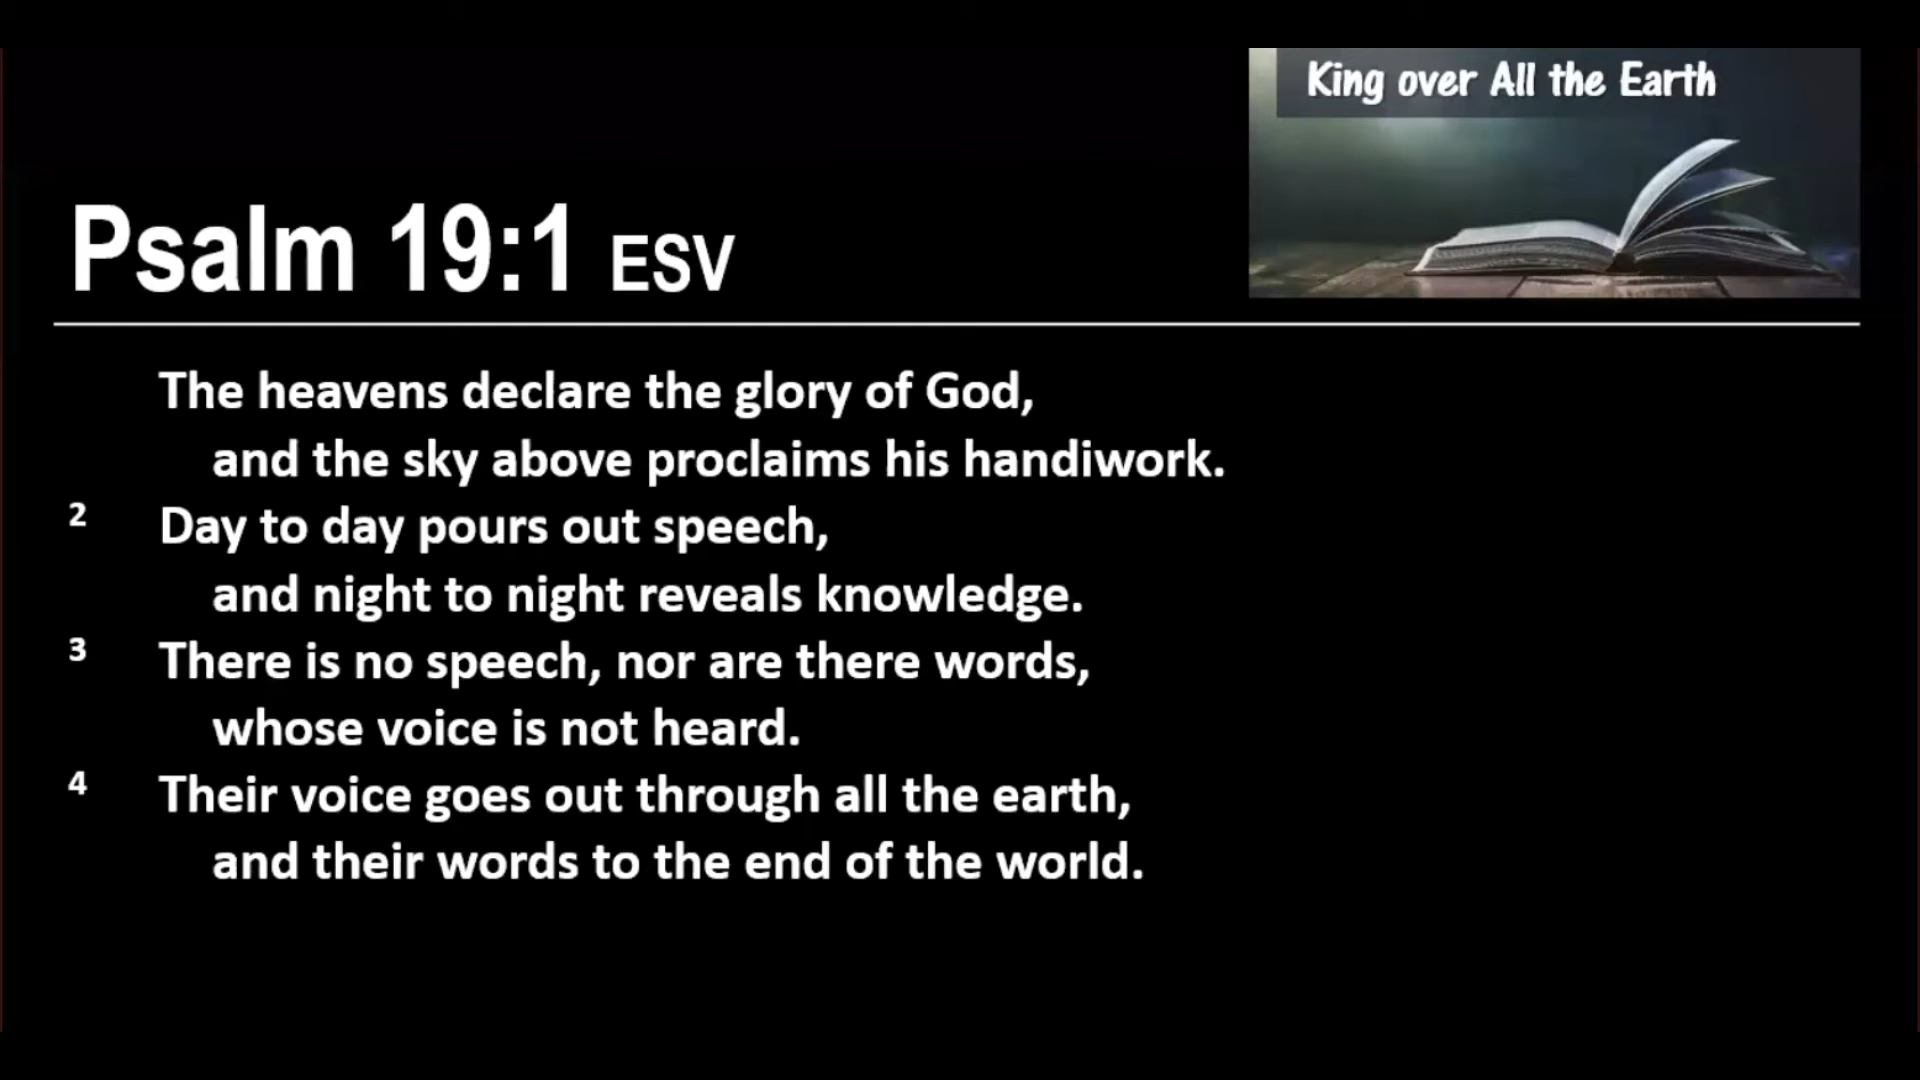 King over All the Earth
Psalm 19:1 ESV
The heavens declare the glory of God,
and the sky above proclaims his handiwork.
2 Day to day pours out speech,
and night to night reveals knowledge.
3 There is no speech, nor are there words,
whose voice is not heard.
4 Their voice goes out through all the earth,
and their words to the end of the world.